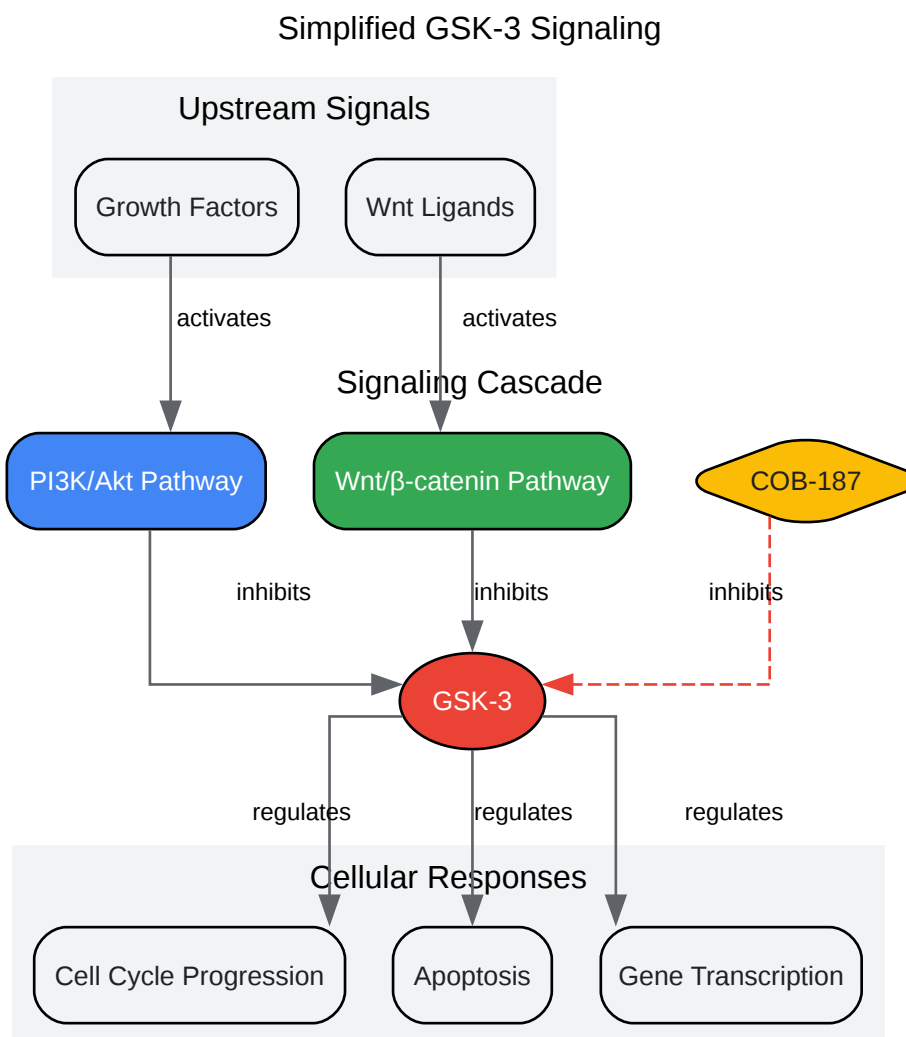 Simplified GSK-3 Signaling
Upstream Signals
Growth Factors
Wnt Ligands
activates
activates
Signaling Cascade
PI3K/Akt Pathway
Wnt/β-catenin Pathway
COB-187
inhibits
inhibits
inhibits
GSK-3
regulates
regulates
regulates
Cellular Responses
Cell Cycle Progression
Apoptosis
Gene Transcription